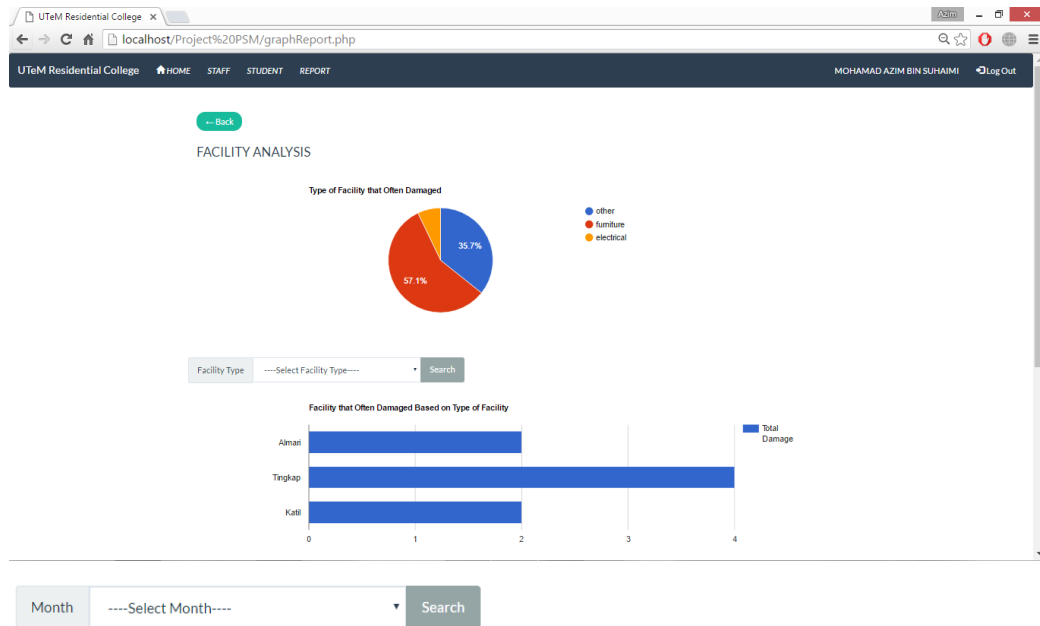 UTeM Residential College
Azim
localhost/Project%20PSM/graphReport.php
UTeM Residential College HOME STAFF STUDENT REPORT MOHAMAD AZIM BIN SUHAIMI Log Out
←Back
FACILITY ANALYSIS
Type of Facility that Often Damaged
other
furniture
electrical
35.7%
57.1%
Facility Type ----Select Facility Type---- Search
Facility that Often Damaged Based on Type of Facility
Total
Damage
Almari
Tingkap
Katil
0 1 2 3 4
Month ----Select Month---- Search